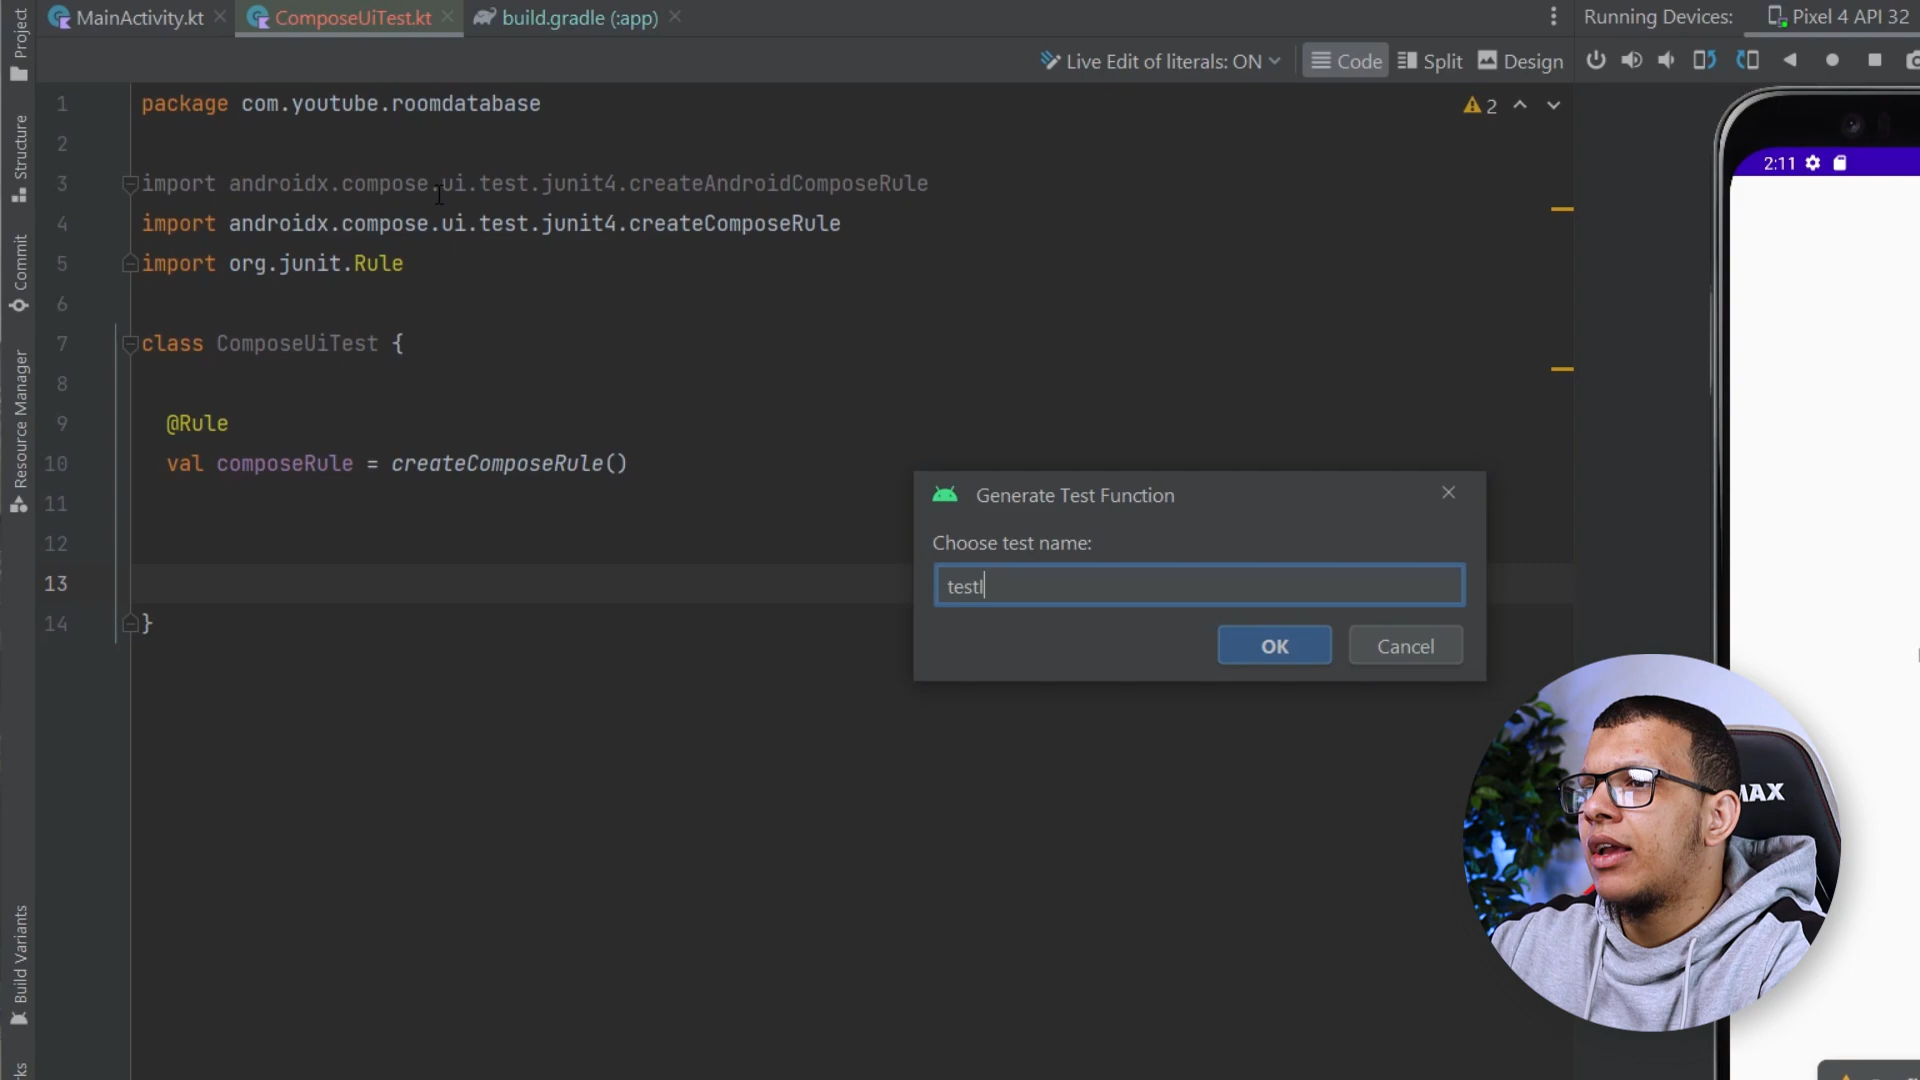 MainActivity.kt
ComposeUiTest.kt
build.gradle (:app)
Running Devices:
Pixel 4 API 32
Live Edit of literals: ON
Code
Split
Design
Project
Structure
Commit
Resource Manager
Build Variants
rks
2
1 package com.youtube.roomdatabase
2
3 import androidx.compose.ui.test.junit4.createAndroidComposeRule
4 import androidx.compose.ui.test.junit4.createComposeRule
5 import org.junit.Rule
6
7 class ComposeUiTest {
8
9 @Rule
10 val composeRule = createComposeRule()
11
12
13
14 }
Generate Test Function
Choose test name:
testl
OK
Cancel
2:11
MAX